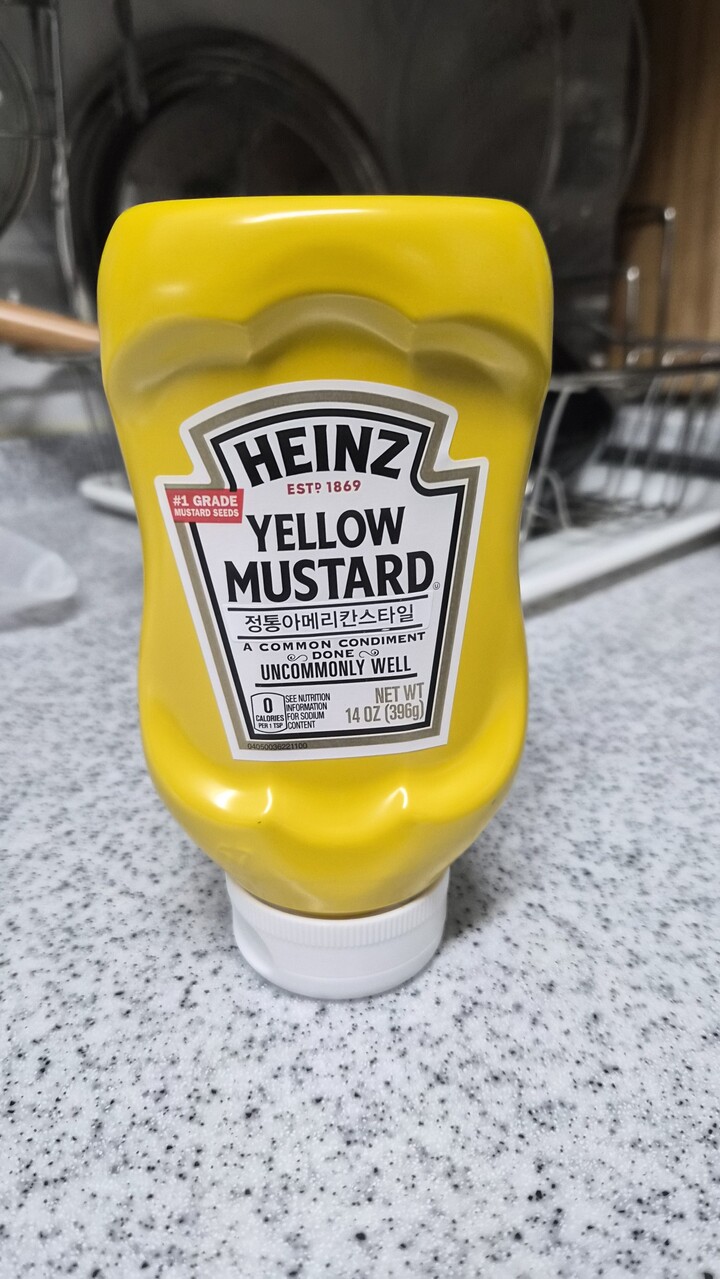 HEINZ
ESTD 1869
#1 GRADE
MUSTARD SEEDS
YELLOW
MUSTARD
정통아메리칸스타일
A COMMON CONDIMENT
DONE
UNCOMMONLY WELL
0
CALORIES
PER 1 TSP
SEE NUTRITION
INFORMATION
FOR SODIUM
CONTENT
NET WT
14 OZ (396g)
04050036221100